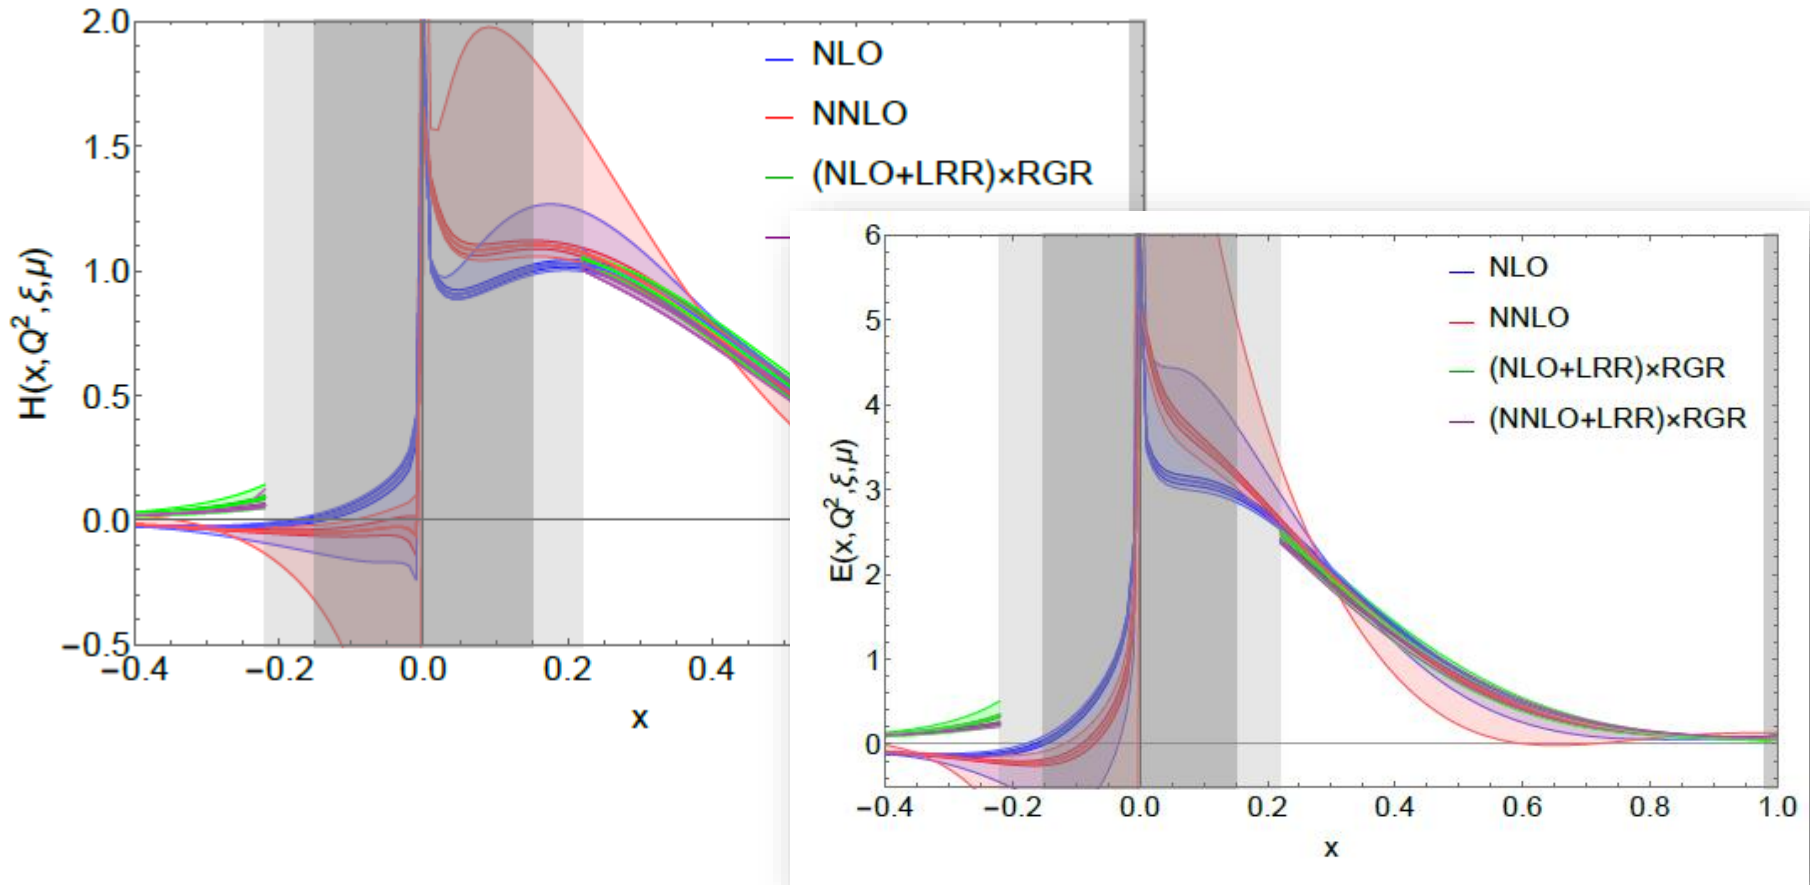 2.0
1.5
1.0
0.5
0.0
−0.5
−0.4
−0.2
0.0
0.2
0.4
x
H(x,Q²,ξ,μ)
NLO
NNLO
(NLO+LRR)×RGR
6
5
4
3
2
1
0
−0.4
−0.2
0.0
0.2
0.4
0.6
0.8
1.0
x
E(x,Q²,ξ,μ)
NLO
NNLO
(NLO+LRR)×RGR
(NNLO+LRR)×RGR